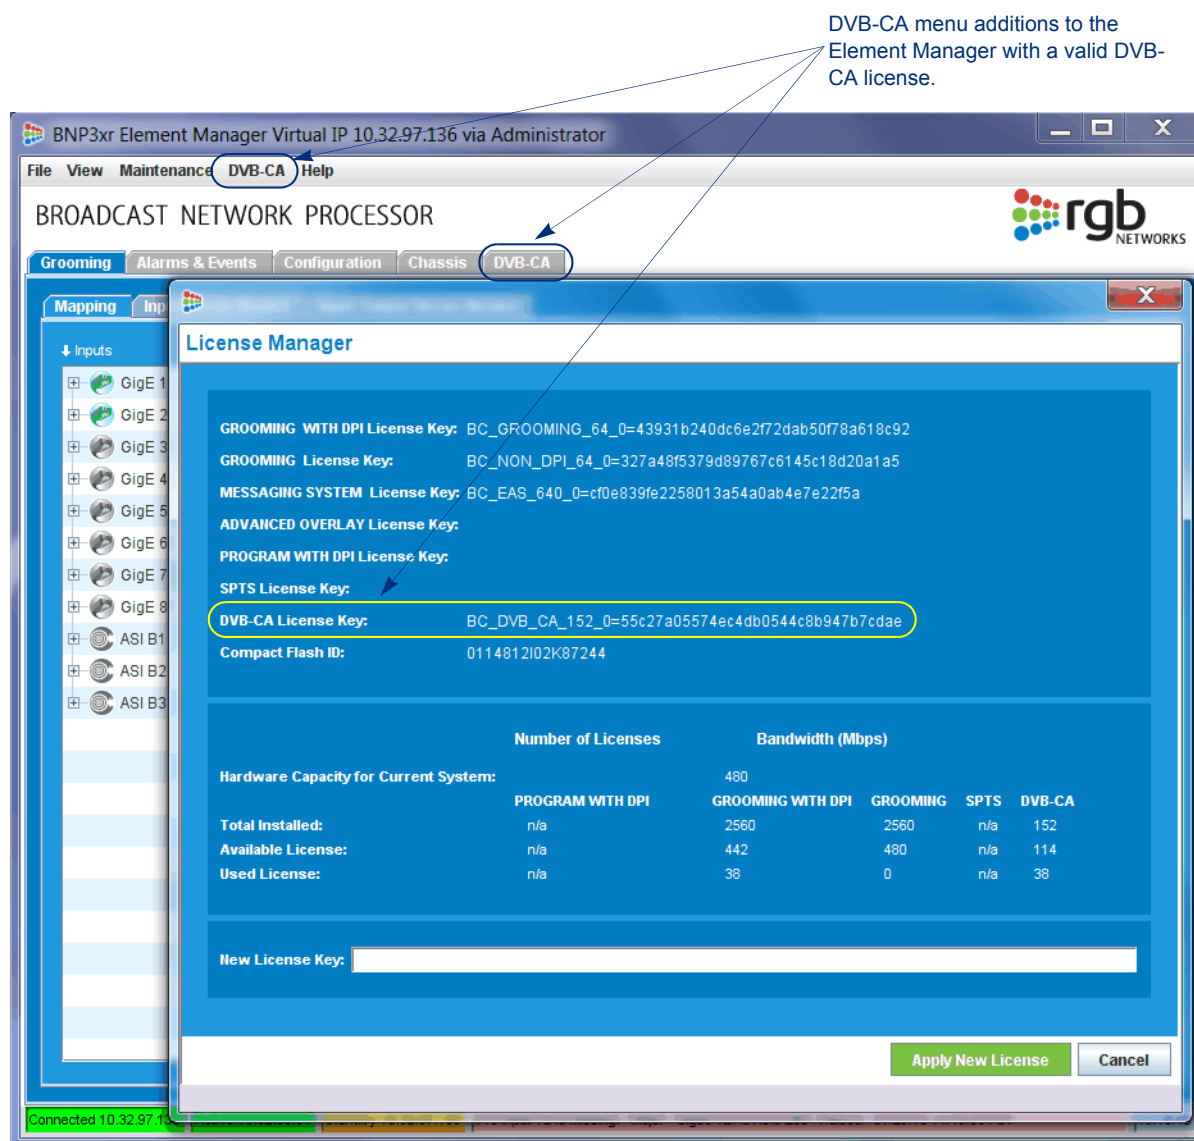 DVB-CA menu additions to the
Element Manager with a valid DVB-
CA license.
BNP3xr Element Manager Virtual IP 10.32.97.136 via Administrator
File View Maintenance DVB-CA Help
BROADCAST NETWORK PROCESSOR
rgb
NETWORKS
Grooming Alarms & Events Configuration Chassis DVB-CA
Mapping Inp
Inputs
GigE 1
GigE 2
GigE 3
GigE 4
GigE 5
GigE 6
GigE 7
GigE 8
ASI B1
ASI B2
ASI B3
License Manager
GROOMING WITH DPI License Key: BC_GROOMING_64_0=43931b240dc6e2f72dab50f78a618c92
GROOMING License Key: BC_NON_DPI_64_0=327a48f5379d89767c6145c18d20a1a5
MESSAGING SYSTEM License Key: BC_EAS_640_0=cf0e839fe2258013a54a0ab4e7e22f5a
ADVANCED OVERLAY License Key:
PROGRAM WITH DPI License Key:
SPTS License Key:
DVB-CA License Key: BC_DVB_CA_152_0=55c27a05574ec4db0544c8b947b7cdae
Compact Flash ID: 0114812I02K87244
Number of Licenses Bandwidth (Mbps)
Hardware Capacity for Current System: 480
PROGRAM WITH DPI GROOMING WITH DPI GROOMING SPTS DVB-CA
Total Installed: n/a 2560 2560 n/a 152
Available License: n/a 442 480 n/a 114
Used License: n/a 38 0 n/a 38
New License Key:
Apply New License Cancel
Connected 10.32.97.13